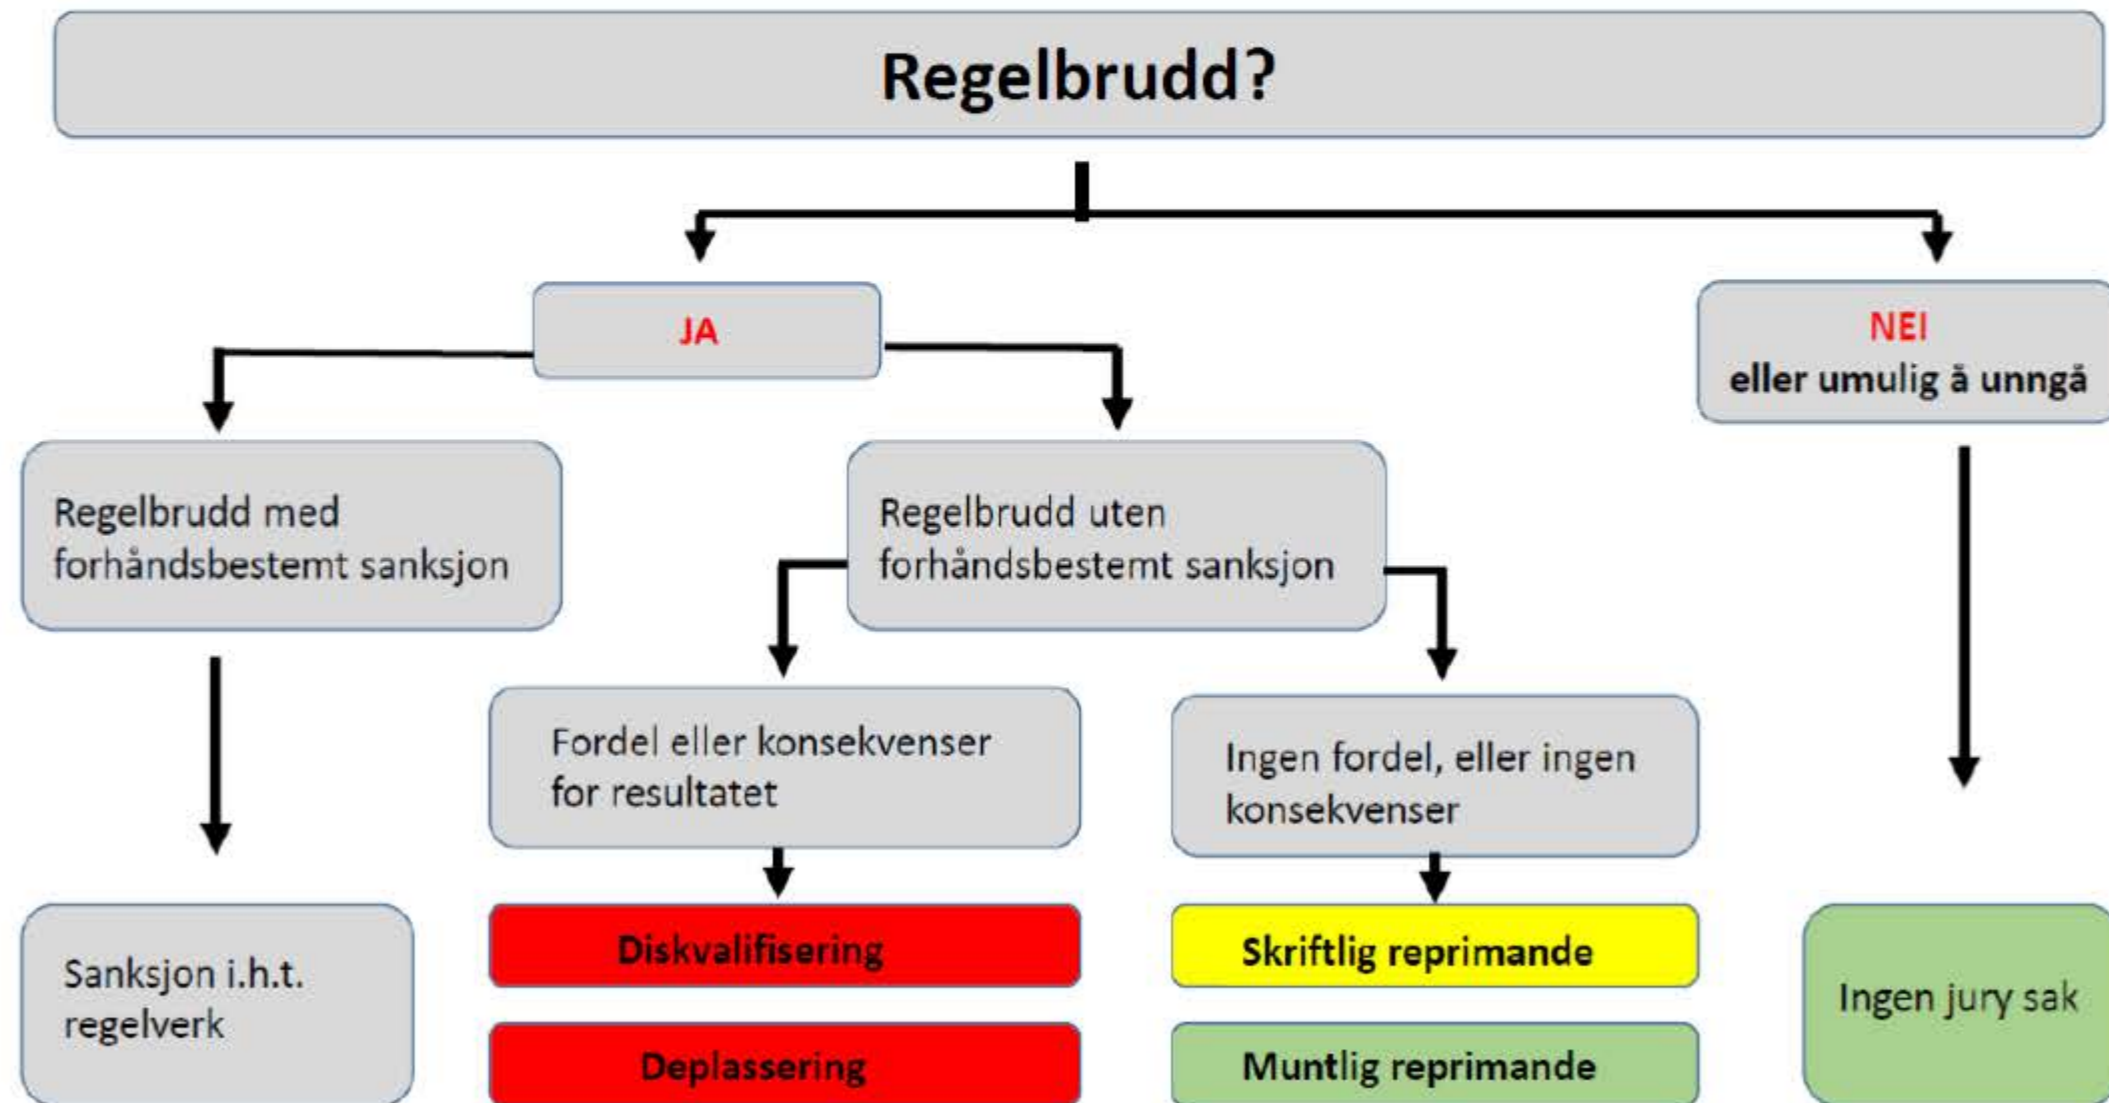 Regelbrudd?
JA
NEI
eller umulig å unngå
Regelbrudd med
forhåndsbestemt sanksjon
Regelbrudd uten
forhåndsbestemt sanksjon
Fordel eller konsekvenser
for resultatet
Ingen fordel, eller ingen
konsekvenser
Sanksjon i.h.t.
regelverk
Diskvalifisering
Deplassering
Skriftlig reprimande
Muntlig reprimande
Ingen jury sak